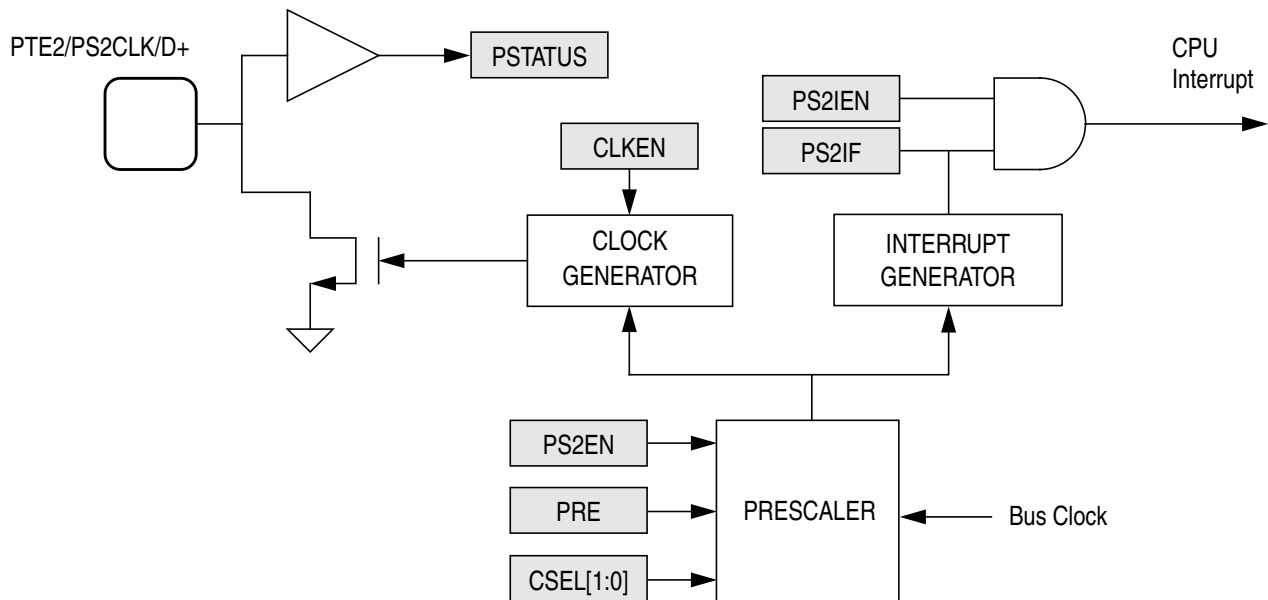 PTE2/PS2CLK/D+
PSTATUS
CPU
Interrupt
PS2IEN
PS2IF
CLKEN
CLOCK
GENERATOR
INTERRUPT
GENERATOR
PS2EN
PRE
CSEL[1:0]
PRESCALER
Bus Clock